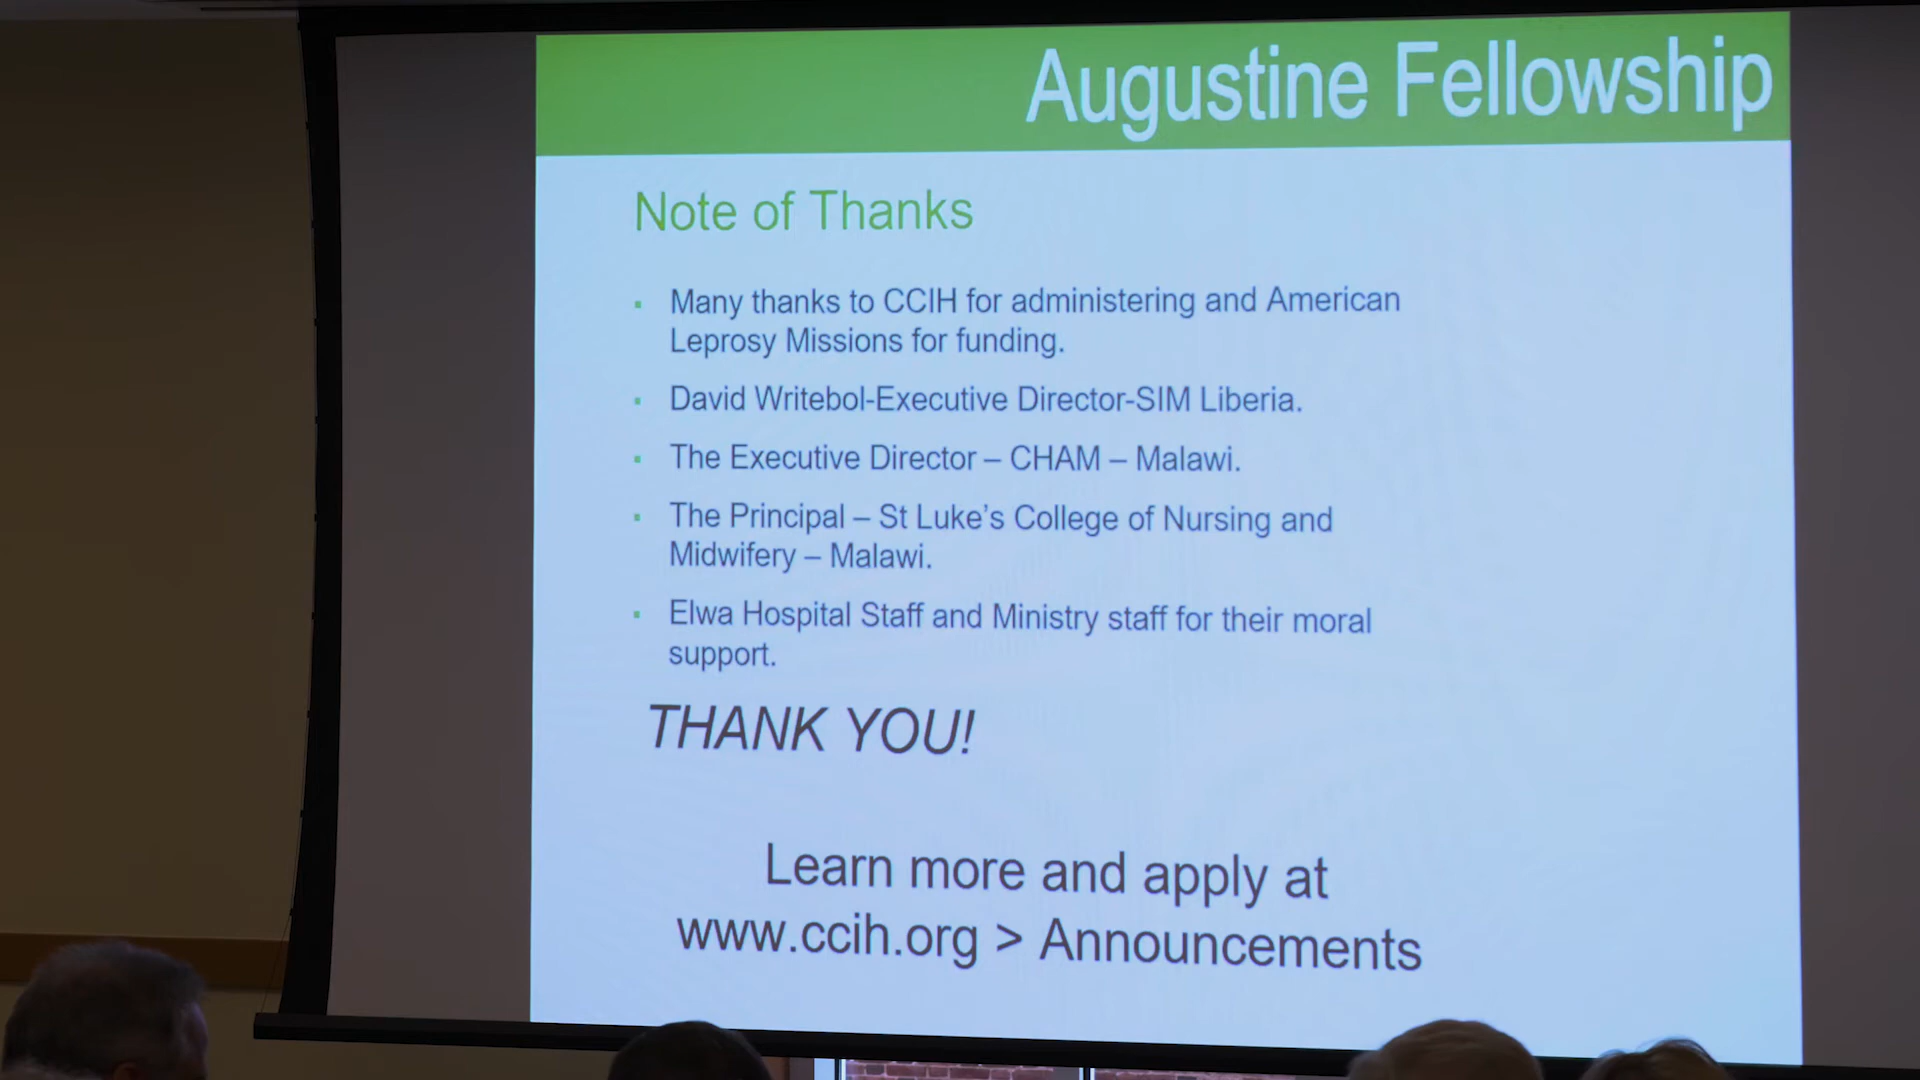 Augustine Fellowship
Note of Thanks
▪ Many thanks to CCIH for administering and American
Leprosy Missions for funding.
▪ David Writebol-Executive Director-SIM Liberia.
▪ The Executive Director – CHAM – Malawi.
▪ The Principal – St Luke’s College of Nursing and
Midwifery – Malawi.
▪ Elwa Hospital Staff and Ministry staff for their moral
support.
THANK YOU!
Learn more and apply at
www.ccih.org > Announcements